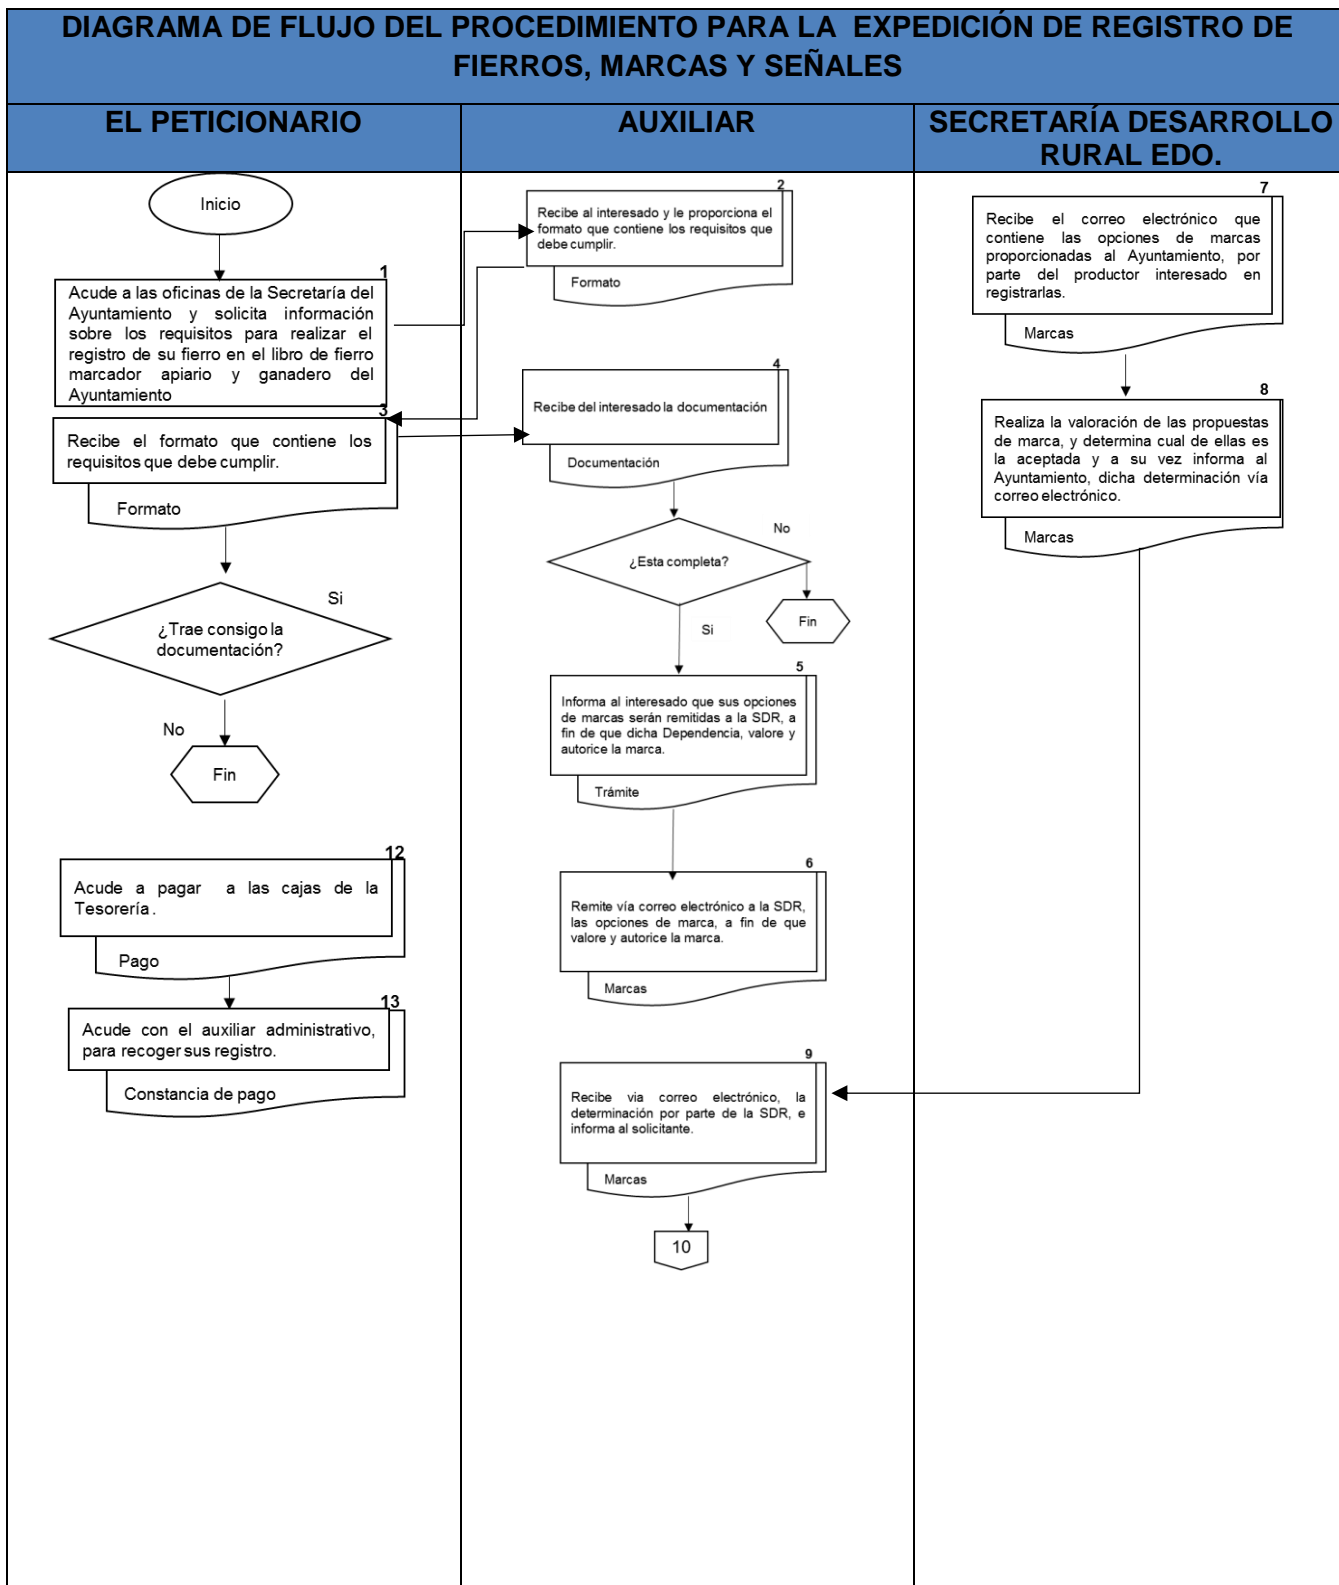 DIAGRAMA DE FLUJO DEL PROCEDIMIENTO PARA LA EXPEDICIÓN DE REGISTRO DE
FIERROS, MARCAS Y SEÑALES
EL PETICIONARIO
AUXILIAR
SECRETARÍA DESARROLLO
RURAL EDO.
Inicio
1
Acude a las oficinas de la Secretaría del
Ayuntamiento y solicita información
sobre los requisitos para realizar el
registro de su fierro en el libro de fierro
marcador apiario y ganadero del
Ayuntamiento
3
Recibe el formato que contiene los
requisitos que debe cumplir.
Formato
Si
¿Trae consigo la
documentación?
No
Fin
12
Acude a pagar a las cajas de la
Tesorería.
Pago
13
Acude con el auxiliar administrativo,
para recoger sus registro.
Constancia de pago
2
Recibe al interesado y le proporciona el
formato que contiene los requisitos que
debe cumplir.
Formato
4
Recibe del interesado la documentación
Documentación
No
¿Esta completa?
Fin
Si
5
Informa al interesado que sus opciones
de marcas serán remitidas a la SDR, a
fin de que dicha Dependencia, valore y
autorice la marca.
Trámite
6
Remite vía correo electrónico a la SDR,
las opciones de marca, a fin de que
valore y autorice la marca.
Marcas
9
Recibe via correo electrónico, la
determinación por parte de la SDR, e
informa al solicitante.
Marcas
10
7
Recibe el correo electrónico que
contiene las opciones de marcas
proporcionadas al Ayuntamiento, por
parte del productor interesado en
registrarlas.
Marcas
8
Realiza la valoración de las propuestas
de marca, y determina cual de ellas es
la aceptada y a su vez informa al
Ayuntamiento, dicha determinación vía
correo electrónico.
Marcas